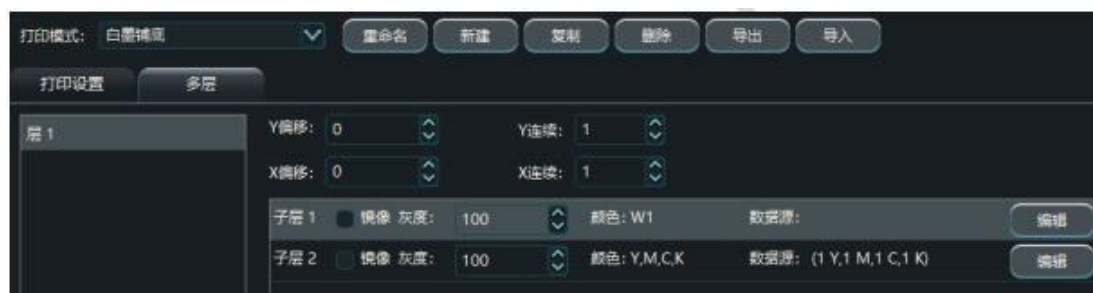 打印模式: 白墨铺底 重命名 新建 复制 删除 导出 导入
打印设置 多层
层 1
Y偏移: 0 Y连续: 1
X偏移: 0 X连续: 1
子层 1 镜像 灰度: 100 颜色: W1 数据源: 编辑
子层 2 镜像 灰度: 100 颜色: Y,M,C,K 数据源: (1 Y,1 M,1 C,1 K) 编辑